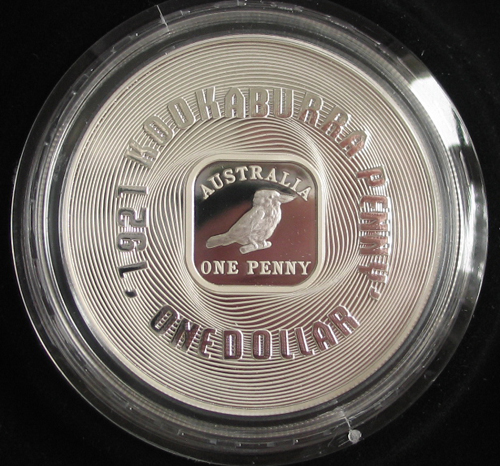 · 1921 KOOKABURRA PENNY ·
ONE DOLLAR
AUSTRALIA
ONE PENNY